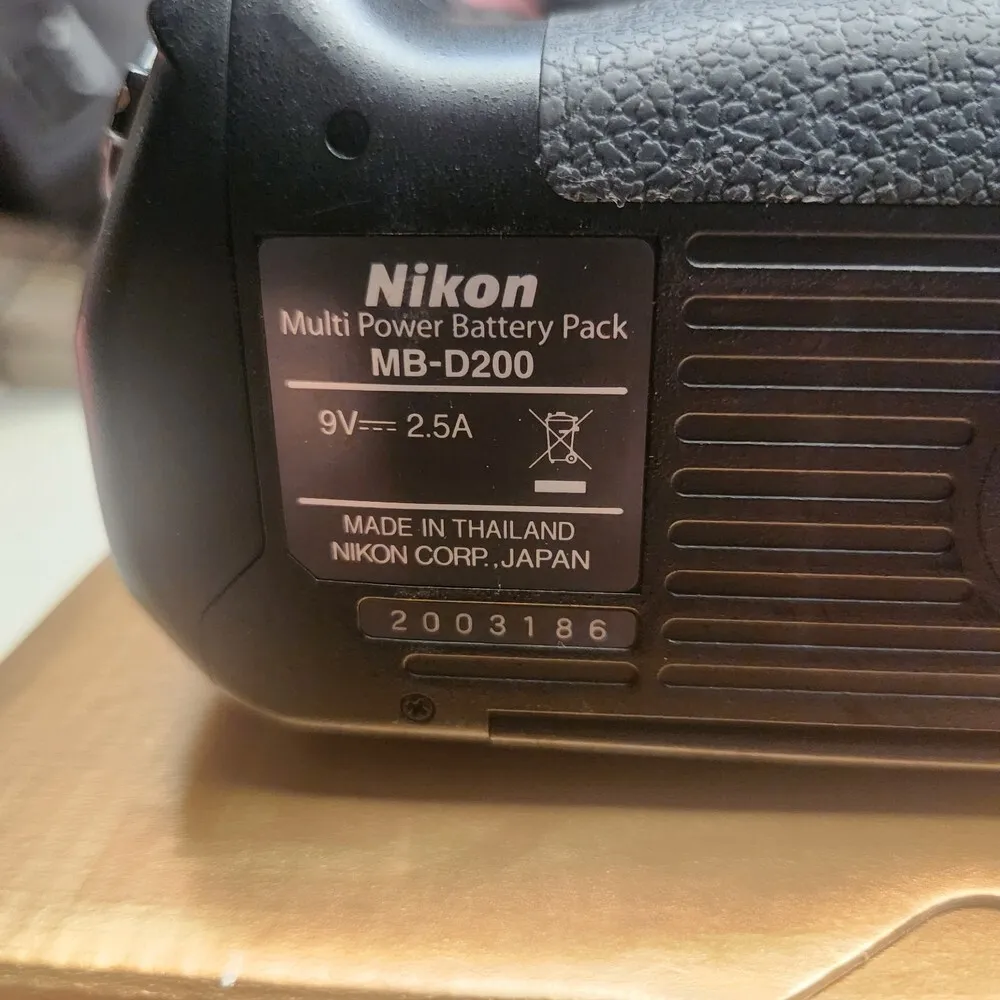 Nikon
Multi Power Battery Pack
MB-D200
9V⎓ 2.5A
MADE IN THAILAND
NIKON CORP.,JAPAN
2003186